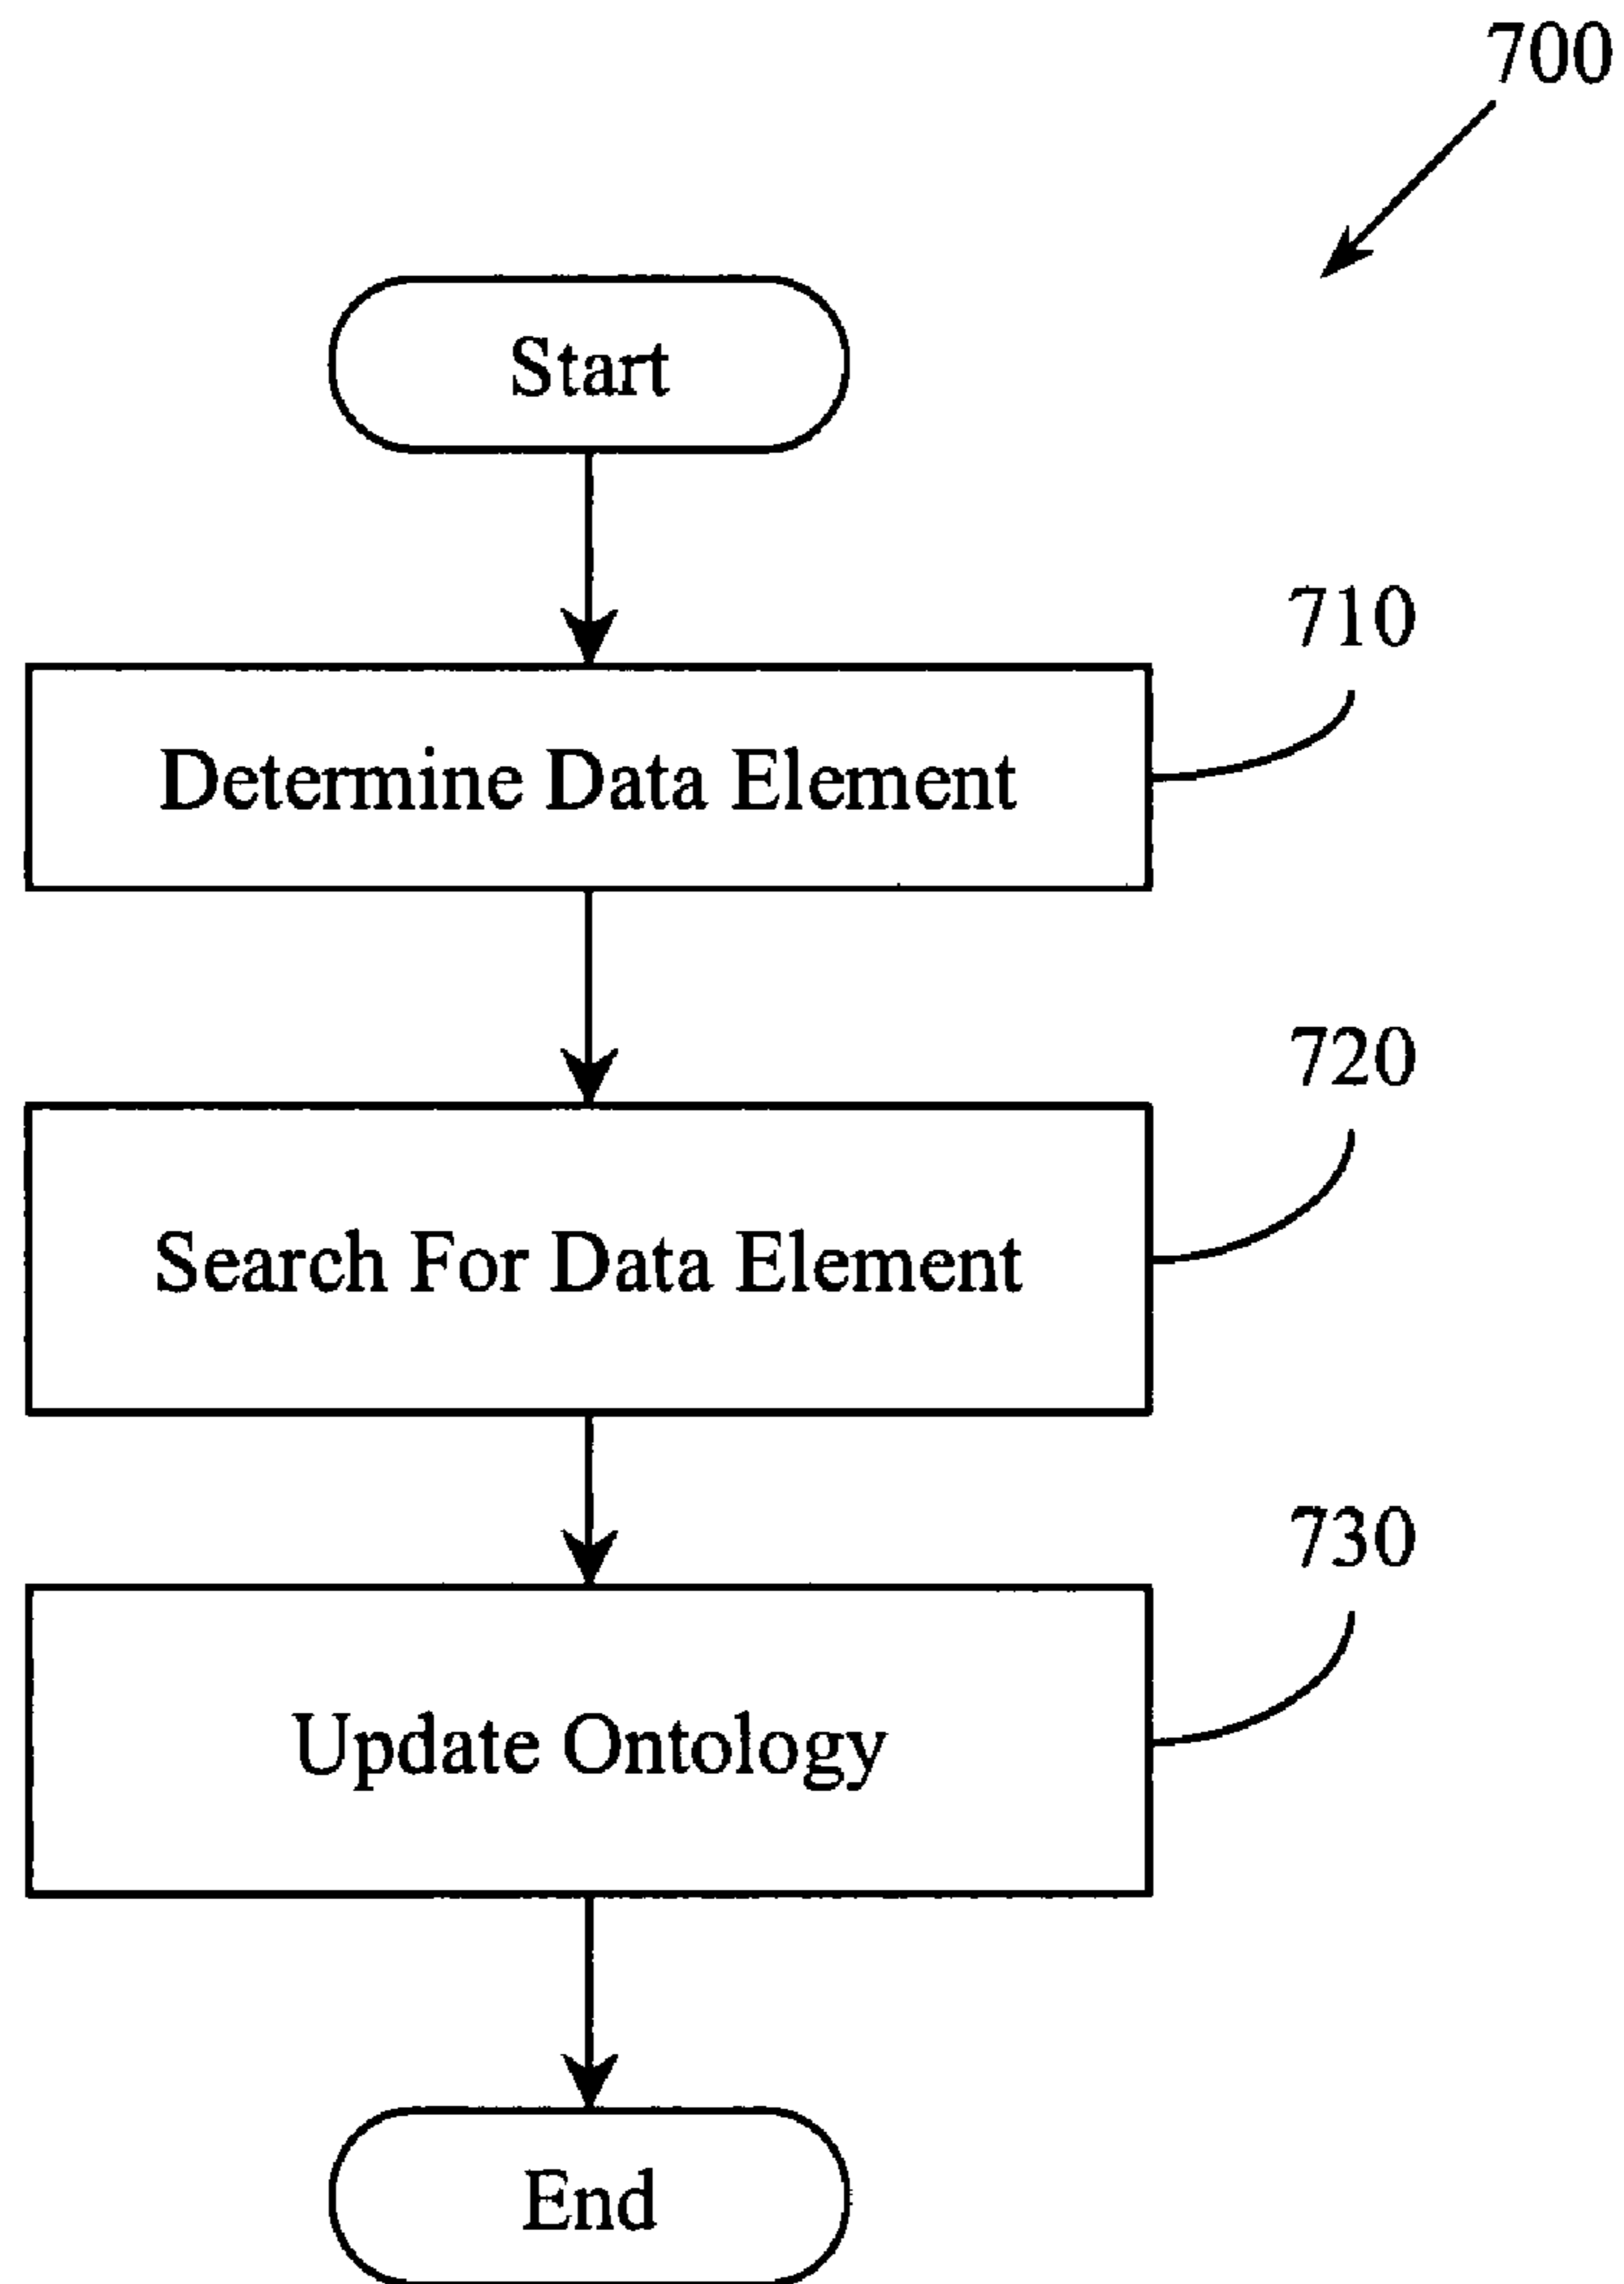 700
Start
710
Determine Data Element
720
Search For Data Element
730
Update Ontology
End